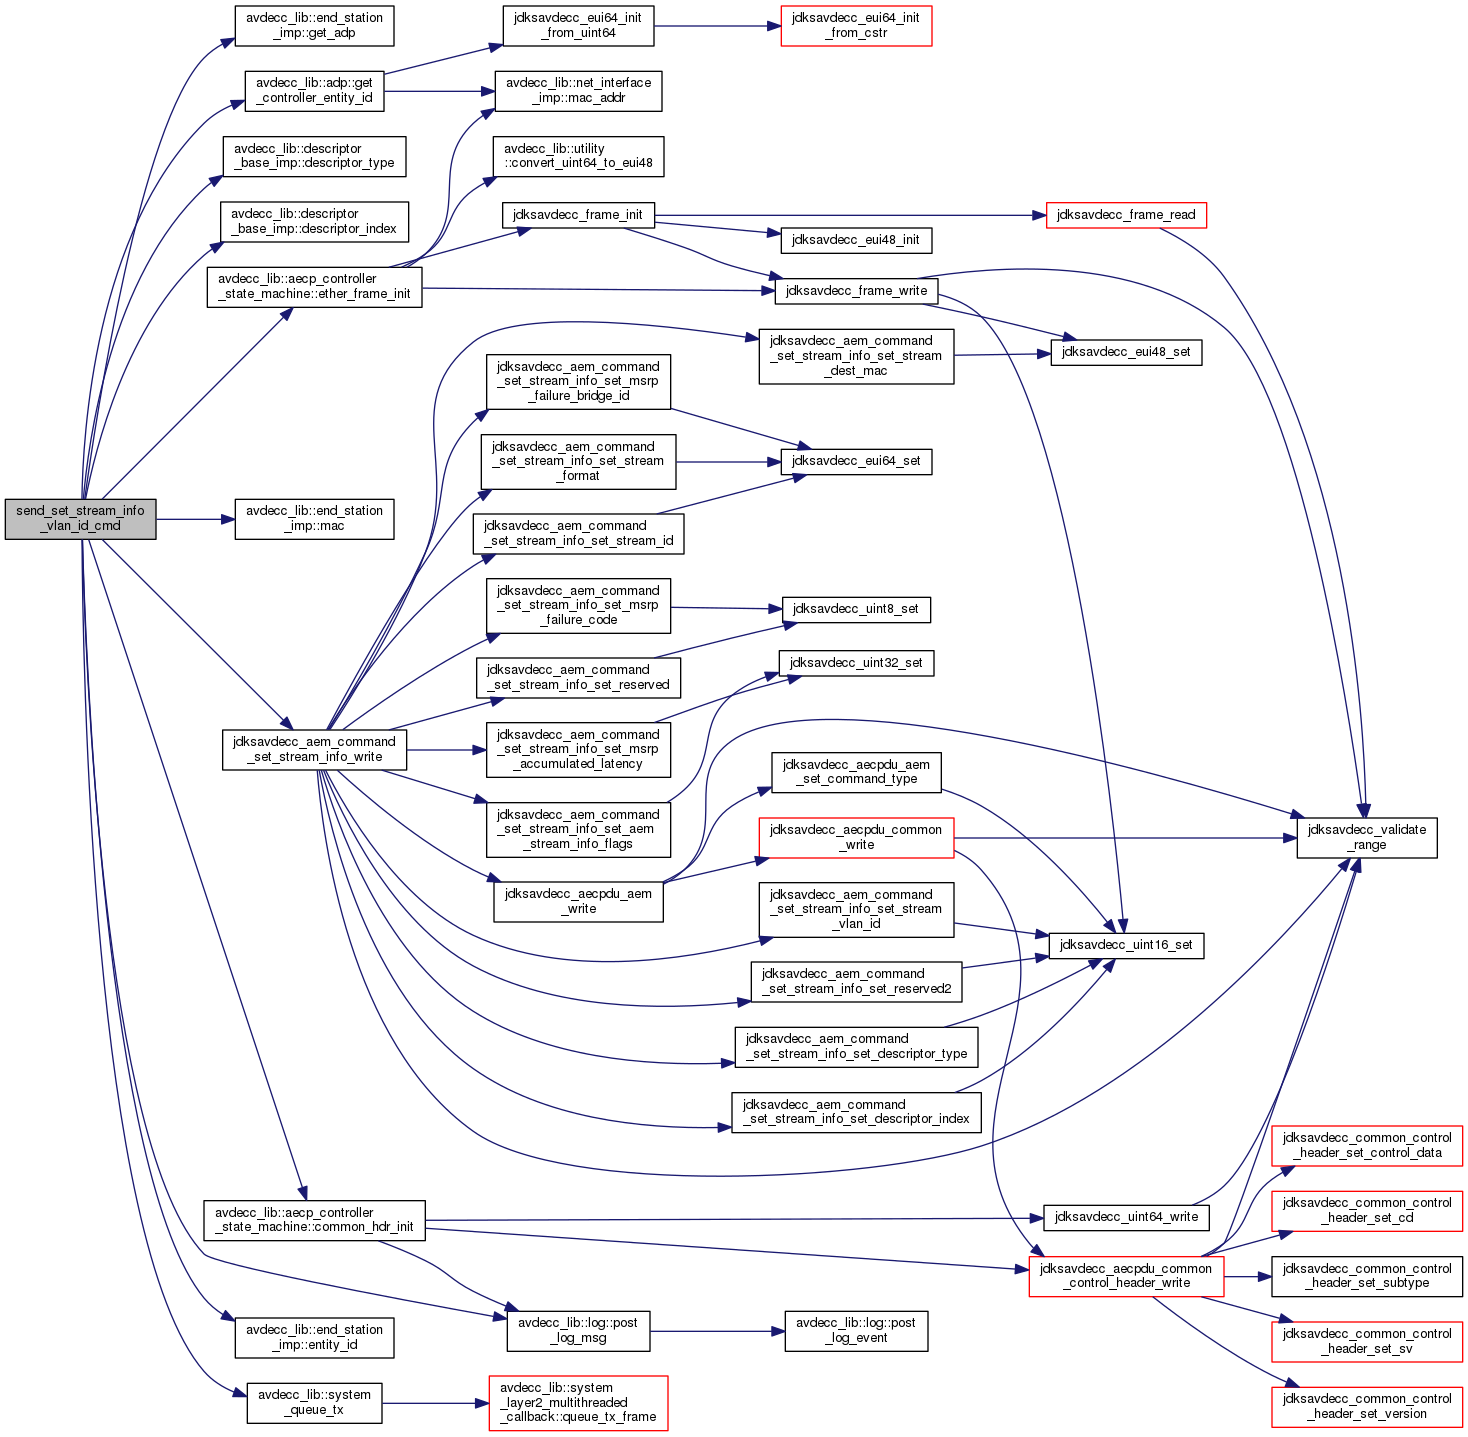 send_set_stream_info
_vlan_id_cmd
avdecc_lib::end_station
_imp::get_adp
avdecc_lib::adp::get
_controller_entity_id
avdecc_lib::descriptor
_base_imp::descriptor_type
avdecc_lib::descriptor
_base_imp::descriptor_index
avdecc_lib::aecp_controller
_state_machine::ether_frame_init
avdecc_lib::end_station
_imp::mac
jdksavdecc_aem_command
_set_stream_info_write
avdecc_lib::aecp_controller
_state_machine::common_hdr_init
avdecc_lib::end_station
_imp::entity_id
avdecc_lib::system
_queue_tx
jdksavdecc_eui64_init
_from_uint64
avdecc_lib::net_interface
_imp::mac_addr
avdecc_lib::utility
::convert_uint64_to_eui48
jdksavdecc_frame_init
jdksavdecc_aem_command
_set_stream_info_set_msrp
_failure_bridge_id
jdksavdecc_aem_command
_set_stream_info_set_stream
_format
jdksavdecc_aem_command
_set_stream_info_set_stream_id
jdksavdecc_aem_command
_set_stream_info_set_msrp
_failure_code
jdksavdecc_aem_command
_set_stream_info_set_reserved
jdksavdecc_aem_command
_set_stream_info_set_msrp
_accumulated_latency
jdksavdecc_aem_command
_set_stream_info_set_aem
_stream_info_flags
jdksavdecc_aecpdu_aem
_write
avdecc_lib::log::post
_log_msg
avdecc_lib::system
_layer2_multithreaded
_callback::queue_tx_frame
jdksavdecc_eui64_init
_from_cstr
jdksavdecc_eui48_init
jdksavdecc_frame_write
jdksavdecc_aem_command
_set_stream_info_set_stream
_dest_mac
jdksavdecc_eui64_set
jdksavdecc_uint8_set
jdksavdecc_uint32_set
jdksavdecc_aecpdu_aem
_set_command_type
jdksavdecc_aecpdu_common
_write
jdksavdecc_aem_command
_set_stream_info_set_stream
_vlan_id
jdksavdecc_aem_command
_set_stream_info_set_reserved2
jdksavdecc_aem_command
_set_stream_info_set_descriptor_type
jdksavdecc_aem_command
_set_stream_info_set_descriptor_index
avdecc_lib::log::post
_log_event
jdksavdecc_frame_read
jdksavdecc_eui48_set
jdksavdecc_uint16_set
jdksavdecc_uint64_write
jdksavdecc_aecpdu_common
_control_header_write
jdksavdecc_validate
_range
jdksavdecc_common_control
_header_set_control_data
jdksavdecc_common_control
_header_set_cd
jdksavdecc_common_control
_header_set_subtype
jdksavdecc_common_control
_header_set_sv
jdksavdecc_common_control
_header_set_version